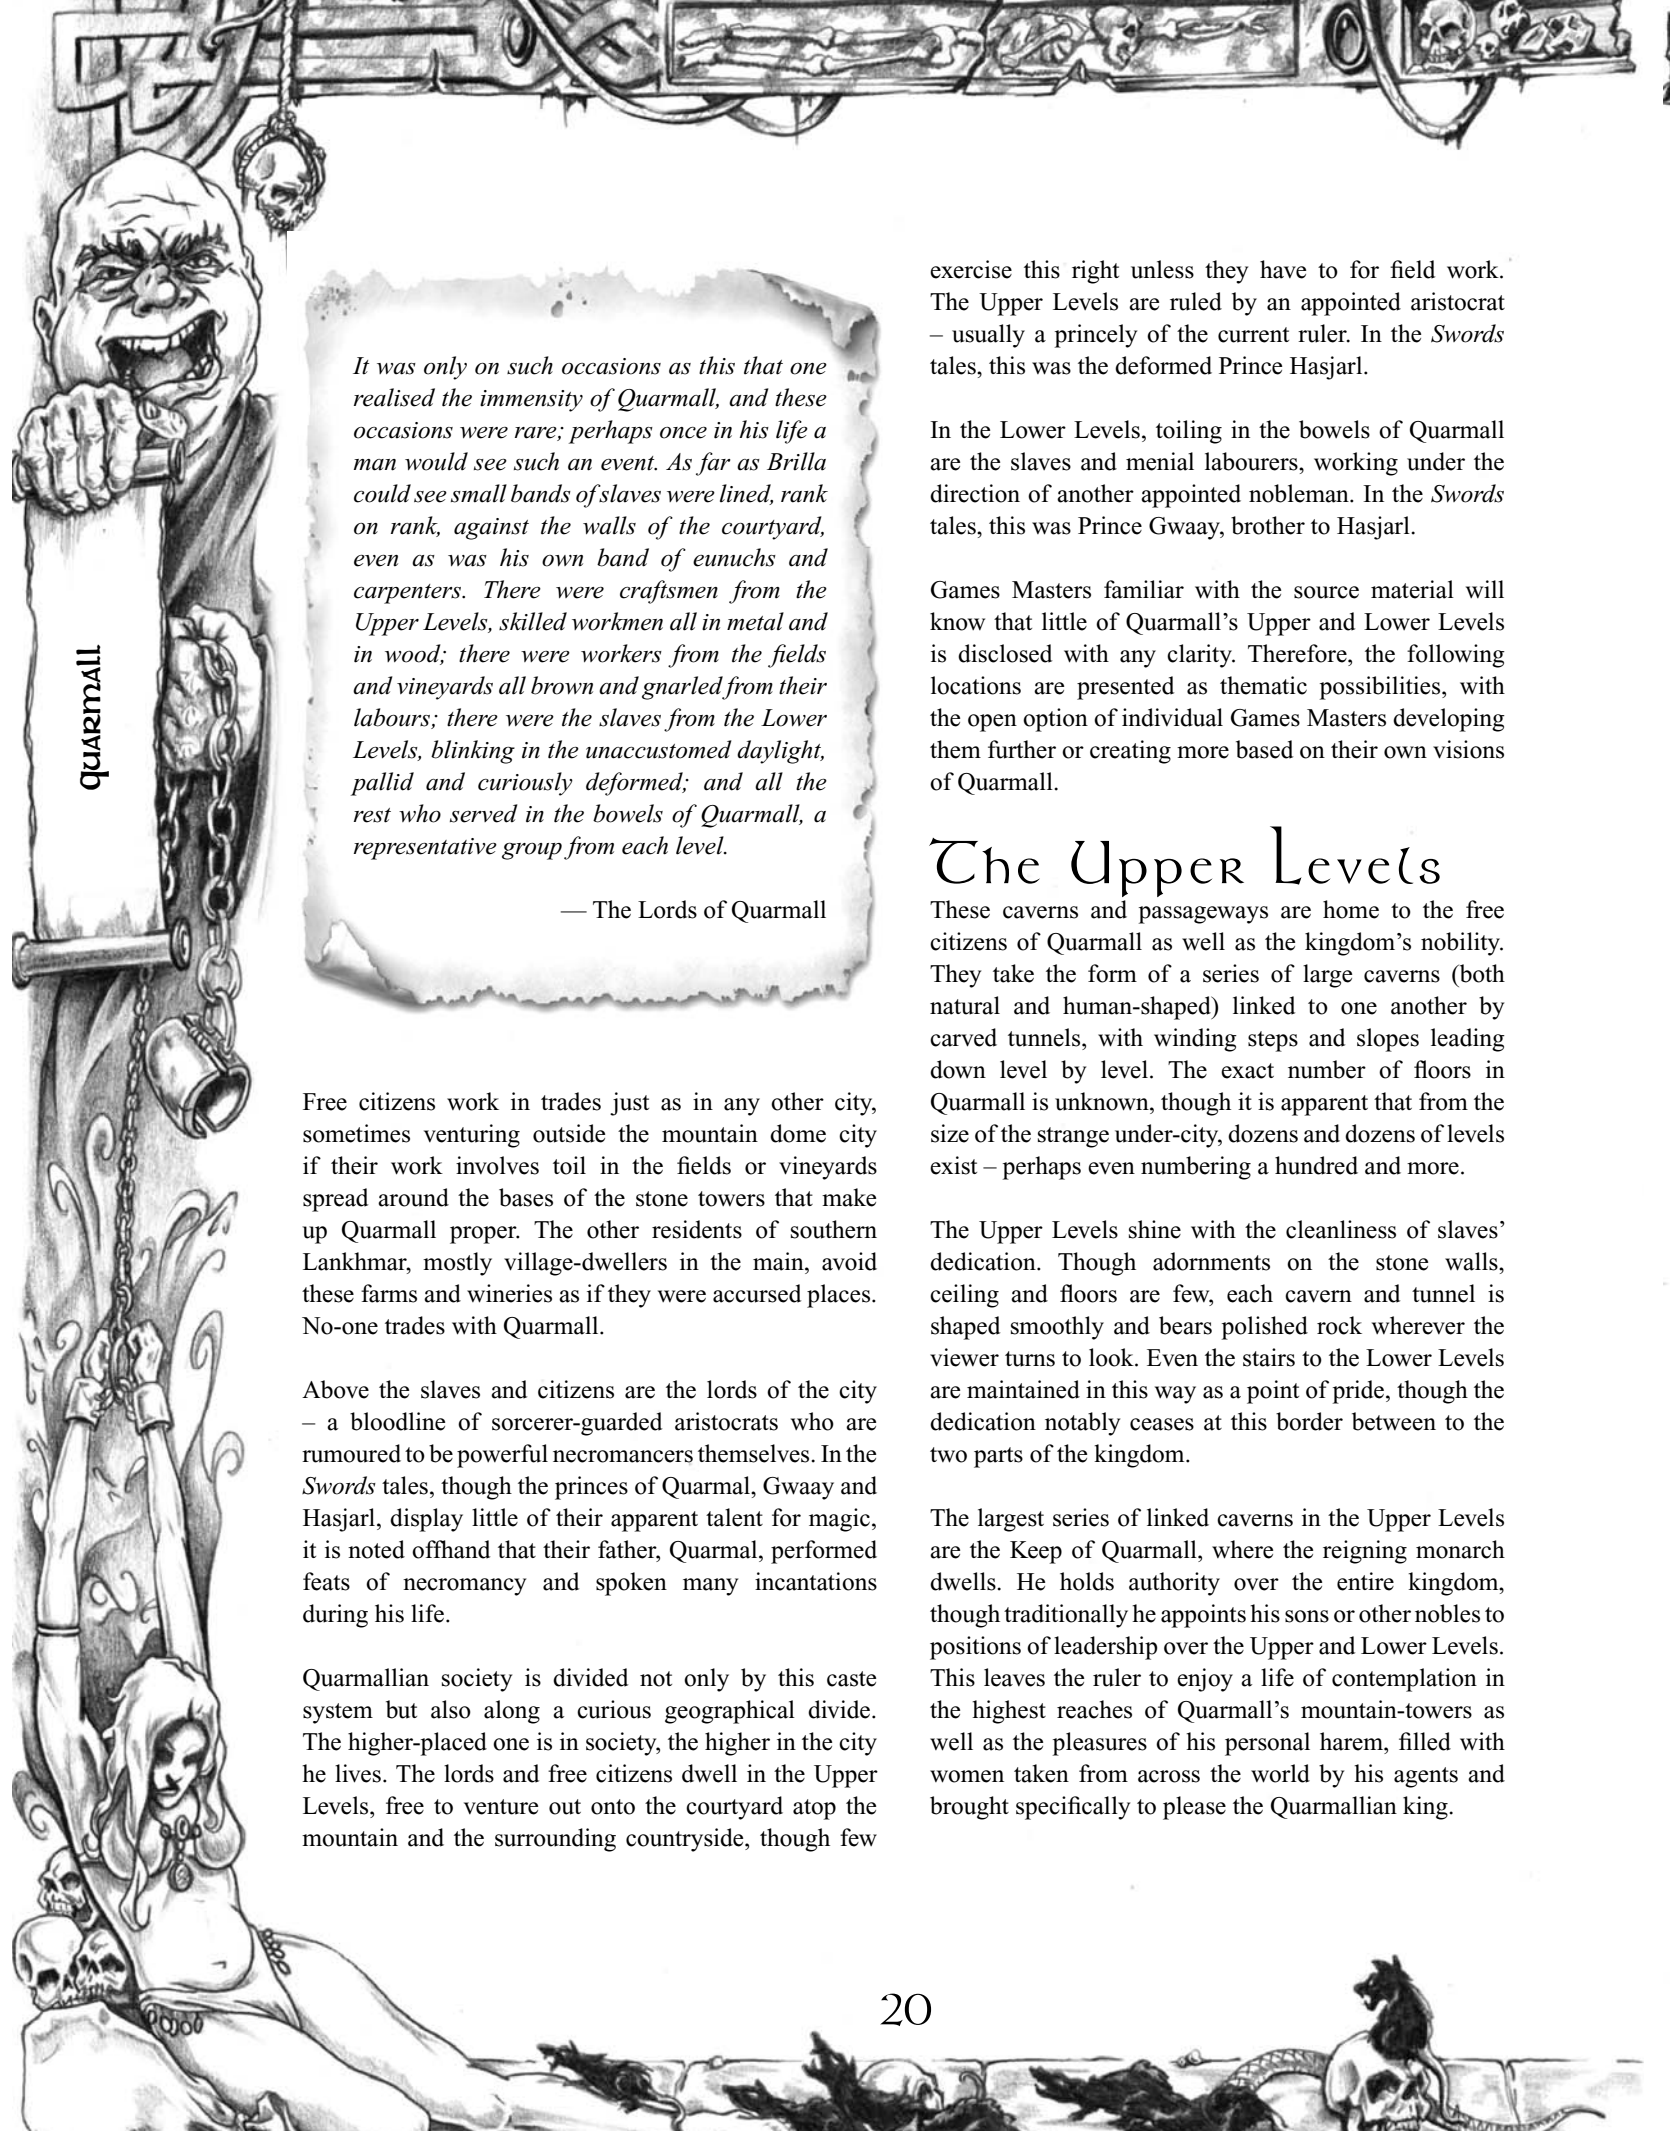 quarmall
It was only on such occasions as this that one
realised the immensity of Quarmall, and these
occasions were rare; perhaps once in his life a
man would see such an event. As far as Brilla
could see small bands of slaves were lined, rank
on rank, against the walls of the courtyard,
even as was his own band of eunuchs and
carpenters. There were craftsmen from the
Upper Levels, skilled workmen all in metal and
in wood; there were workers from the fields
and vineyards all brown and gnarled from their
labours; there were the slaves from the Lower
Levels, blinking in the unaccustomed daylight,
pallid and curiously deformed; and all the
rest who served in the bowels of Quarmall, a
representative group from each level.
— The Lords of Quarmall
Free citizens work in trades just as in any other city,
sometimes venturing outside the mountain dome city
if their work involves toil in the fields or vineyards
spread around the bases of the stone towers that make
up Quarmall proper. The other residents of southern
Lankhmar, mostly village-dwellers in the main, avoid
these farms and wineries as if they were accursed places.
No-one trades with Quarmall.
Above the slaves and citizens are the lords of the city
– a bloodline of sorcerer-guarded aristocrats who are
rumoured to be powerful necromancers themselves. In the
Swords tales, though the princes of Quarmal, Gwaay and
Hasjarl, display little of their apparent talent for magic,
it is noted offhand that their father, Quarmal, performed
feats of necromancy and spoken many incantations
during his life.
Quarmallian society is divided not only by this caste
system but also along a curious geographical divide.
The higher-placed one is in society, the higher in the city
he lives. The lords and free citizens dwell in the Upper
Levels, free to venture out onto the courtyard atop the
mountain and the surrounding countryside, though few
exercise this right unless they have to for field work.
The Upper Levels are ruled by an appointed aristocrat
– usually a princely of the current ruler. In the Swords
tales, this was the deformed Prince Hasjarl.
In the Lower Levels, toiling in the bowels of Quarmall
are the slaves and menial labourers, working under the
direction of another appointed nobleman. In the Swords
tales, this was Prince Gwaay, brother to Hasjarl.
Games Masters familiar with the source material will
know that little of Quarmall's Upper and Lower Levels
is disclosed with any clarity. Therefore, the following
locations are presented as thematic possibilities, with
the open option of individual Games Masters developing
them further or creating more based on their own visions
of Quarmall.
The Upper Levels
These caverns and passageways are home to the free
citizens of Quarmall as well as the kingdom's nobility.
They take the form of a series of large caverns (both
natural and human-shaped) linked to one another by
carved tunnels, with winding steps and slopes leading
down level by level. The exact number of floors in
Quarmall is unknown, though it is apparent that from the
size of the strange under-city, dozens and dozens of levels
exist – perhaps even numbering a hundred and more.
The Upper Levels shine with the cleanliness of slaves'
dedication. Though adornments on the stone walls,
ceiling and floors are few, each cavern and tunnel is
shaped smoothly and bears polished rock wherever the
viewer turns to look. Even the stairs to the Lower Levels
are maintained in this way as a point of pride, though the
dedication notably ceases at this border between to the
two parts of the kingdom.
The largest series of linked caverns in the Upper Levels
are the Keep of Quarmall, where the reigning monarch
dwells. He holds authority over the entire kingdom,
though traditionally he appoints his sons or other nobles to
positions of leadership over the Upper and Lower Levels.
This leaves the ruler to enjoy a life of contemplation in
the highest reaches of Quarmall's mountain-towers as
well as the pleasures of his personal harem, filled with
women taken from across the world by his agents and
brought specifically to please the Quarmallian king.
20